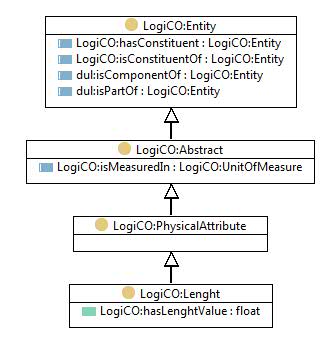 LogiCO:Entity
LogiCO:hasConstituent : LogiCO:Entity
LogiCO:isConstituentOf : LogiCO:Entity
dul:isComponentOf : LogiCO:Entity
dul:isPartOf : LogiCO:Entity
LogiCO:Abstract
LogiCO:isMeasuredIn : LogiCO:UnitOfMeasure
LogiCO:PhysicalAttribute
LogiCO:Lenght
LogiCO:hasLenghtValue : float